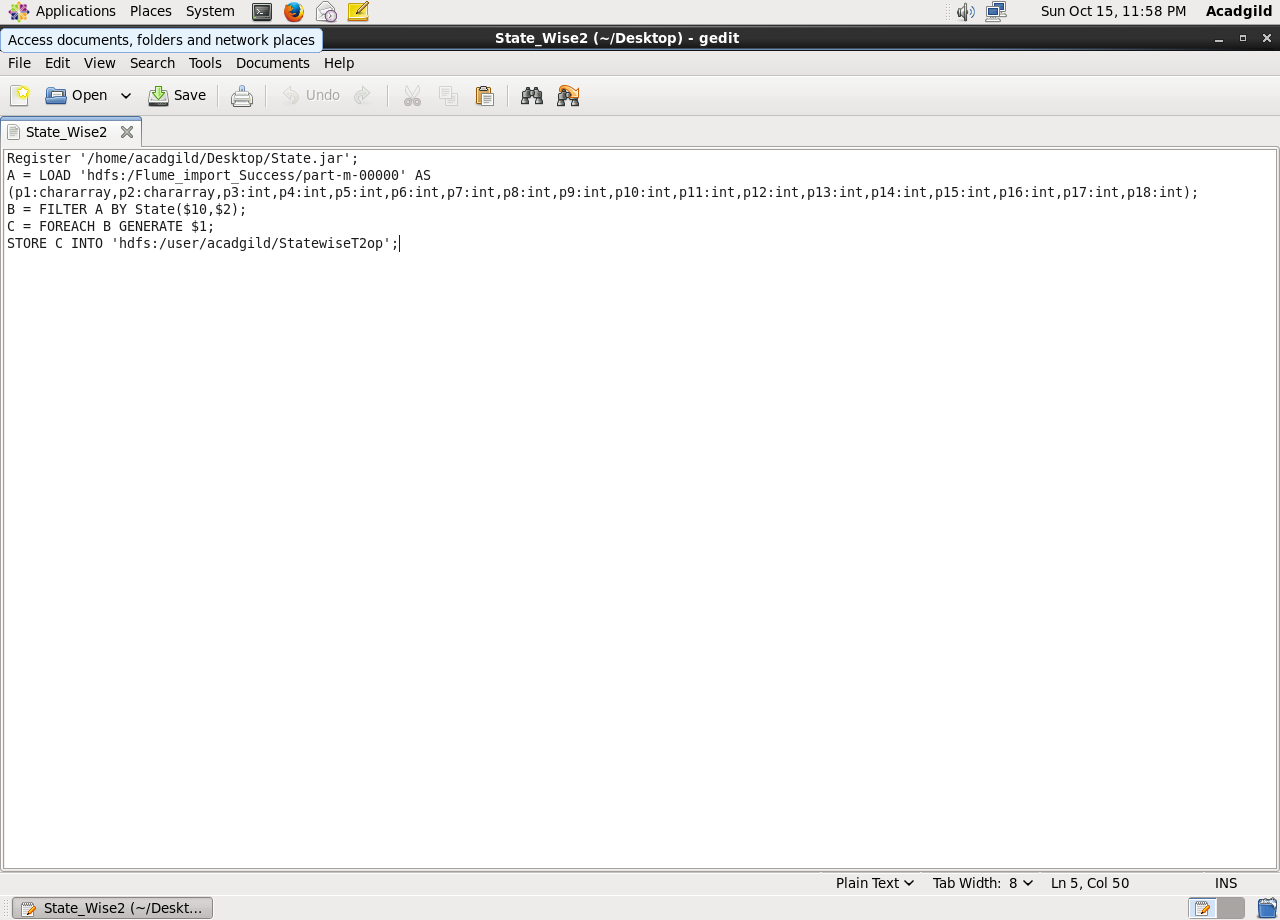 Applications Places System Sun Oct 15, 11:58 PM Acadgild
Access documents, folders and network places
State_Wise2 (~/Desktop) - gedit
File Edit View Search Tools Documents Help
Open Save Undo
State_Wise2
Register '/home/acadgild/Desktop/State.jar';
A = LOAD 'hdfs:/Flume_import_Success/part-m-00000' AS
(p1:chararray,p2:chararray,p3:int,p4:int,p5:int,p6:int,p7:int,p8:int,p9:int,p10:int,p11:int,p12:int,p13:int,p14:int,p15:int,p16:int,p17:int,p18:int);
B = FILTER A BY State($10,$2);
C = FOREACH B GENERATE $1;
STORE C INTO 'hdfs:/user/acadgild/StatewiseT2op';
Plain Text Tab Width: 8 Ln 5, Col 50 INS
State_Wise2 (~/Deskt...